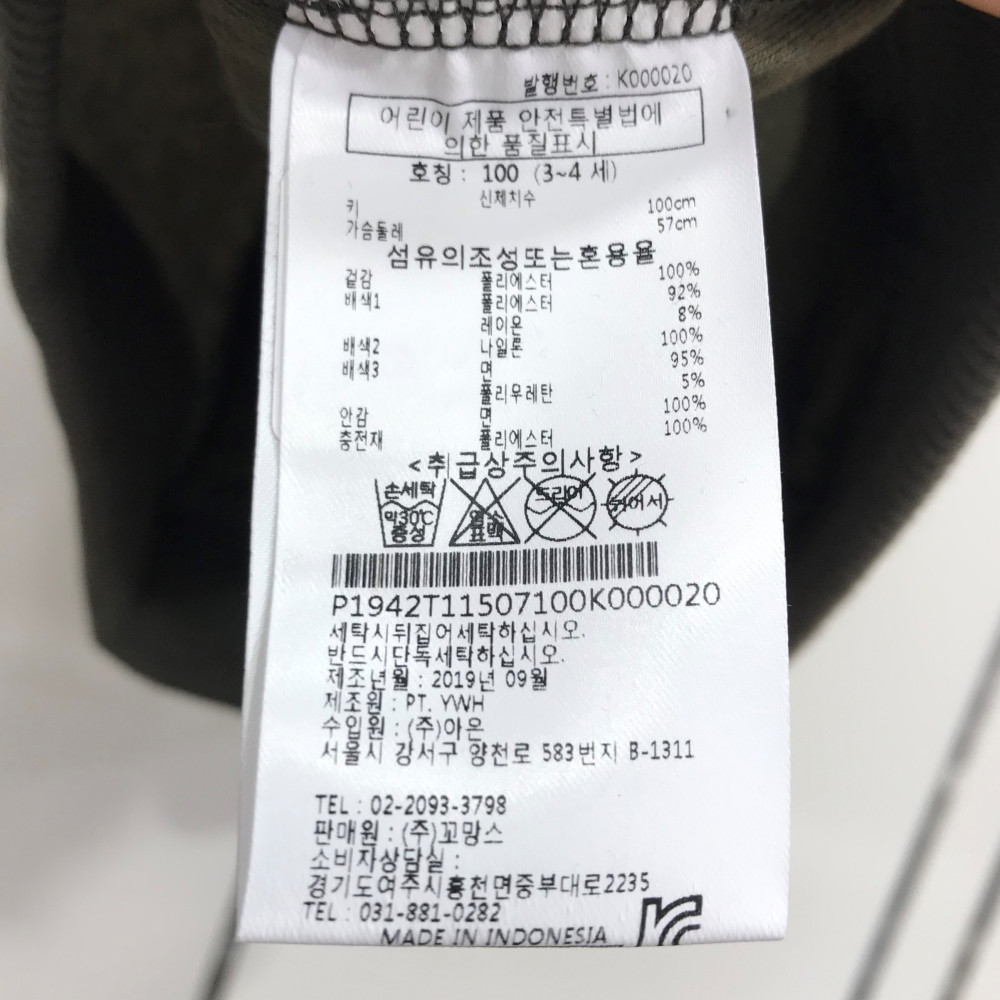 발행번호 : K000020
어린이 제품 안전특별법에
의한 품질표시
호칭 : 100 (3~4 세)
신체치수
키 100cm
가슴둘레 57cm
섬유의조성또는혼용율
겉감 폴리에스터 100%
배색1 폴리에스터 92%
레이온 8%
배색2 나일론 100%
배색3 면 95%
폴리우레탄 5%
안감 면 100%
충전재 폴리에스터 100%
<취급상주의사항>
손세탁
약30℃
중성
염소
표백
드라이
P1942T11507100K000020
세탁시뒤집어세탁하십시오.
반드시단독세탁하십시오.
제조년월 : 2019년 09월
제조원 : PT. YWH
수입원 : (주)아온
서울시 강서구 양천로 583번지 B-1311
TEL : 02-2093-3798
판매원 : (주)꼬망스
소비자상담실 :
경기도여주시흥천면중부대로2235
TEL : 031-881-0282
MADE IN INDONESIA